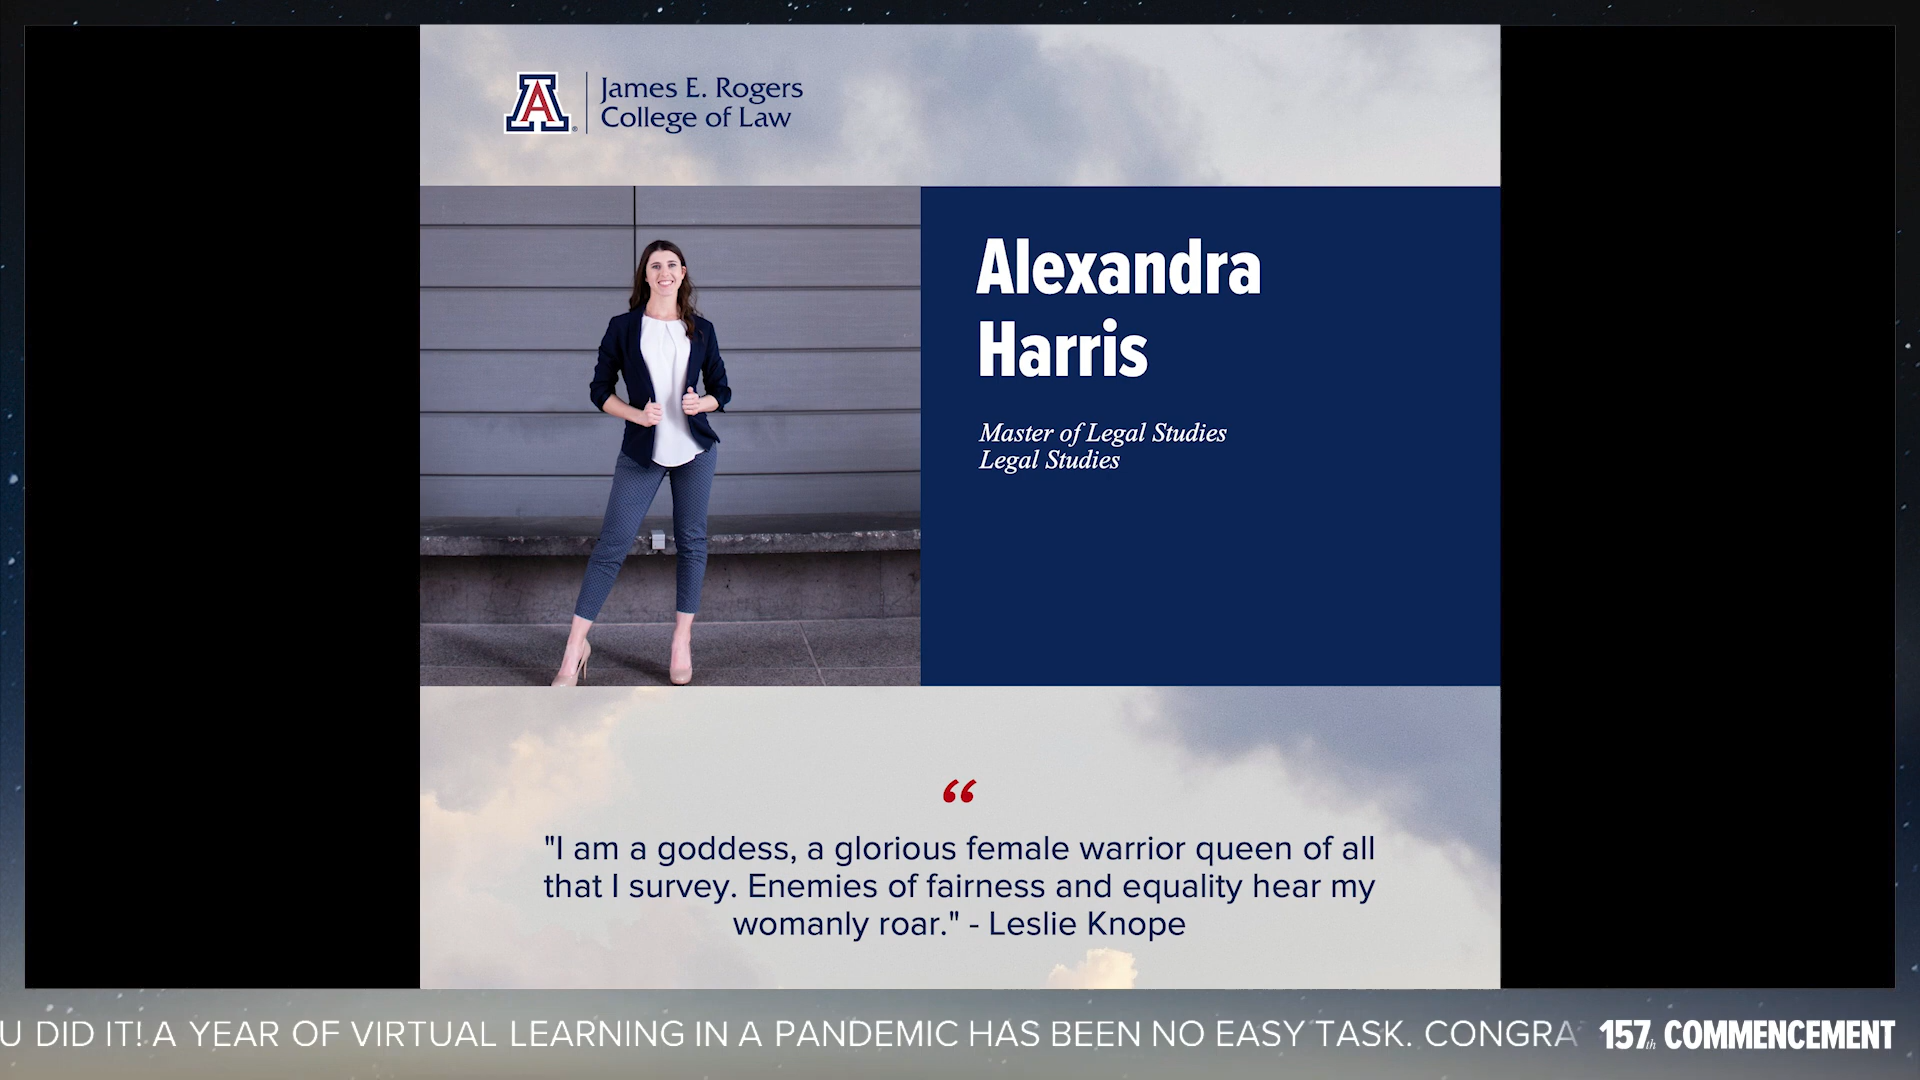 A
James E. Rogers
College of Law
Alexandra
Harris
Master of Legal Studies
Legal Studies
“
"I am a goddess, a glorious female warrior queen of all
that I survey. Enemies of fairness and equality hear my
womanly roar." - Leslie Knope
U DID IT! A YEAR OF VIRTUAL LEARNING IN A PANDEMIC HAS BEEN NO EASY TASK. CONGRA
157th COMMENCEMENT